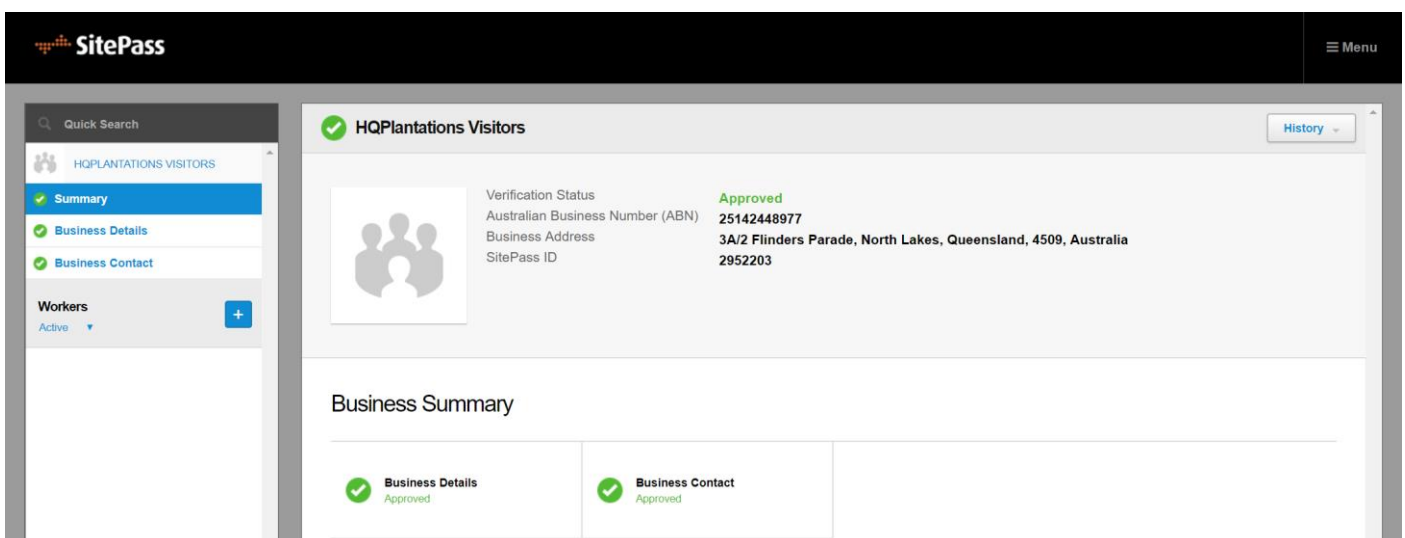 SitePass
Menu
Quick Search
HQPLANTATIONS VISITORS
Summary
Business Details
Business Contact
Workers
Active
+
HQPlantations Visitors
History
Verification Status Approved
Australian Business Number (ABN) 25142448977
Business Address 3A/2 Flinders Parade, North Lakes, Queensland, 4509, Australia
SitePass ID 2952203
Business Summary
Business Details
Approved
Business Contact
Approved